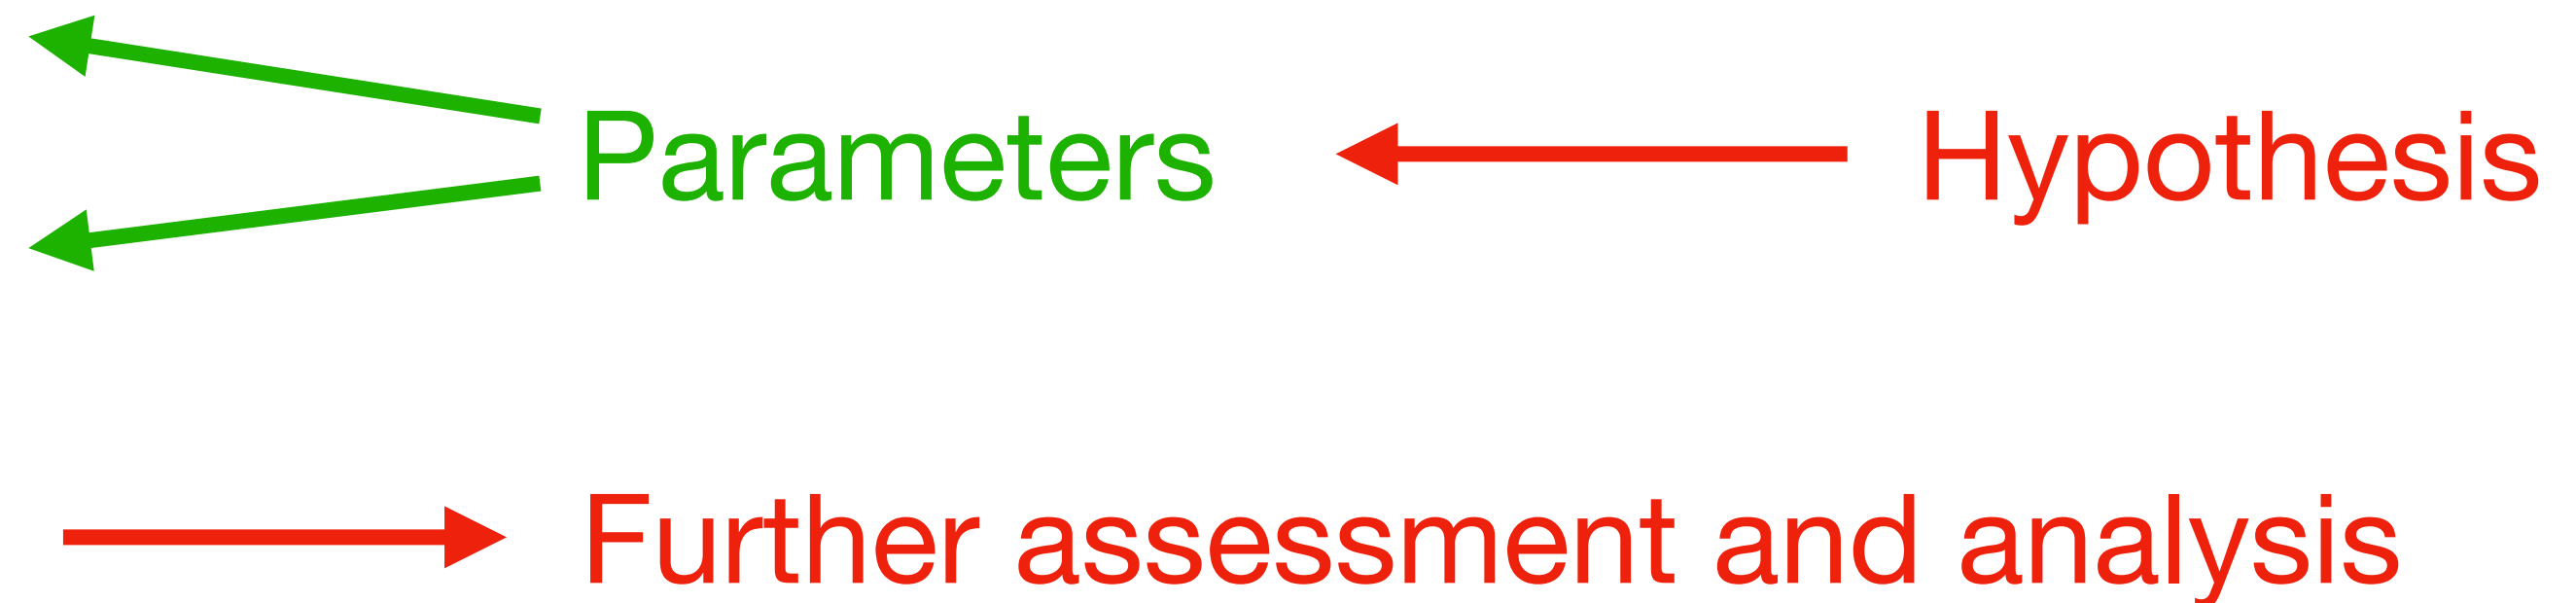 Parameters
Hypothesis
Further assessment and analysis